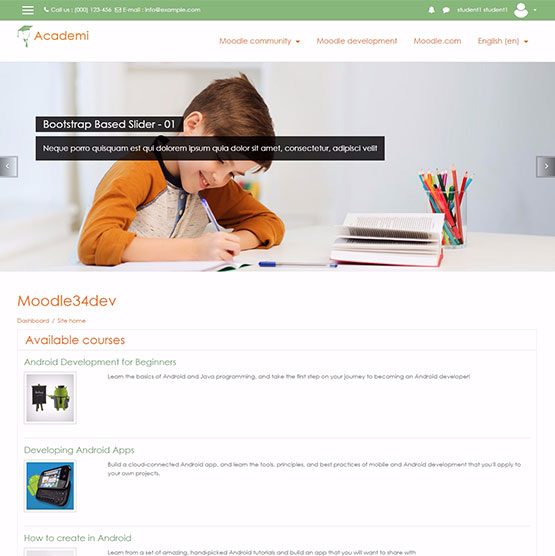 Call us : (000) 123-456 E-mail : info@example.com student1 student1
Academi
Moodle community Moodle development Moodle.com English (en)
Bootstrap Based Slider - 01
Neque porro quisquam est qui dolorem ipsum quia dolor sit amet, consectetur, adipisci velit
Moodle34dev
Dashboard / Site home
Available courses
Android Development for Beginners
Learn the basics of Android and Java programming, and take the first step on your journey to becoming an Android developer!
Developing Android Apps
Build a cloud-connected Android app, and learn the tools, principles, and best practices of mobile and Android development that you'll apply to
your own projects.
How to create in Android
Learn from a set of amazing, hand-picked Android tutorials and build an app that you will want to share with